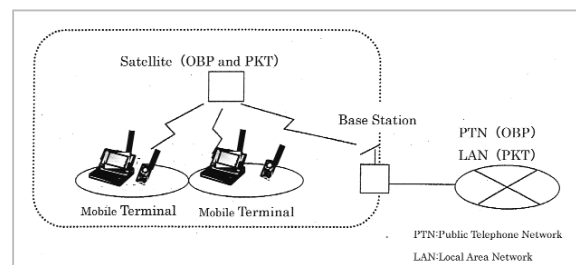 Satellite (OBP and PKT)
Base Station
PTN (OBP)
LAN (PKT)
Mobile Terminal
Mobile Terminal
PTN:Public Telephone Network
LAN:Local Area Network